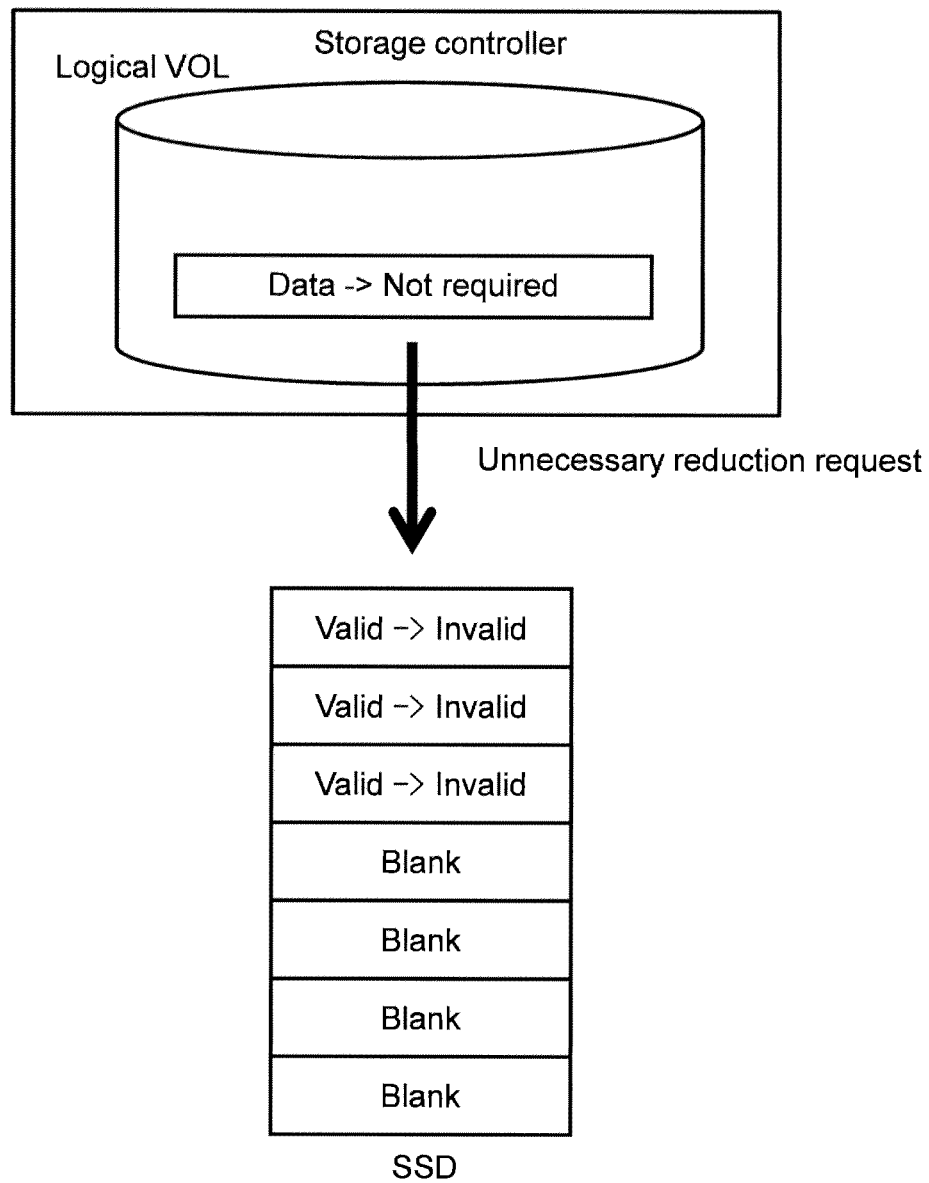 Storage controller
Logical VOL
Data -> Not required
Unnecessary reduction request
Valid -> Invalid
Valid -> Invalid
Valid -> Invalid
Blank
Blank
Blank
Blank
SSD